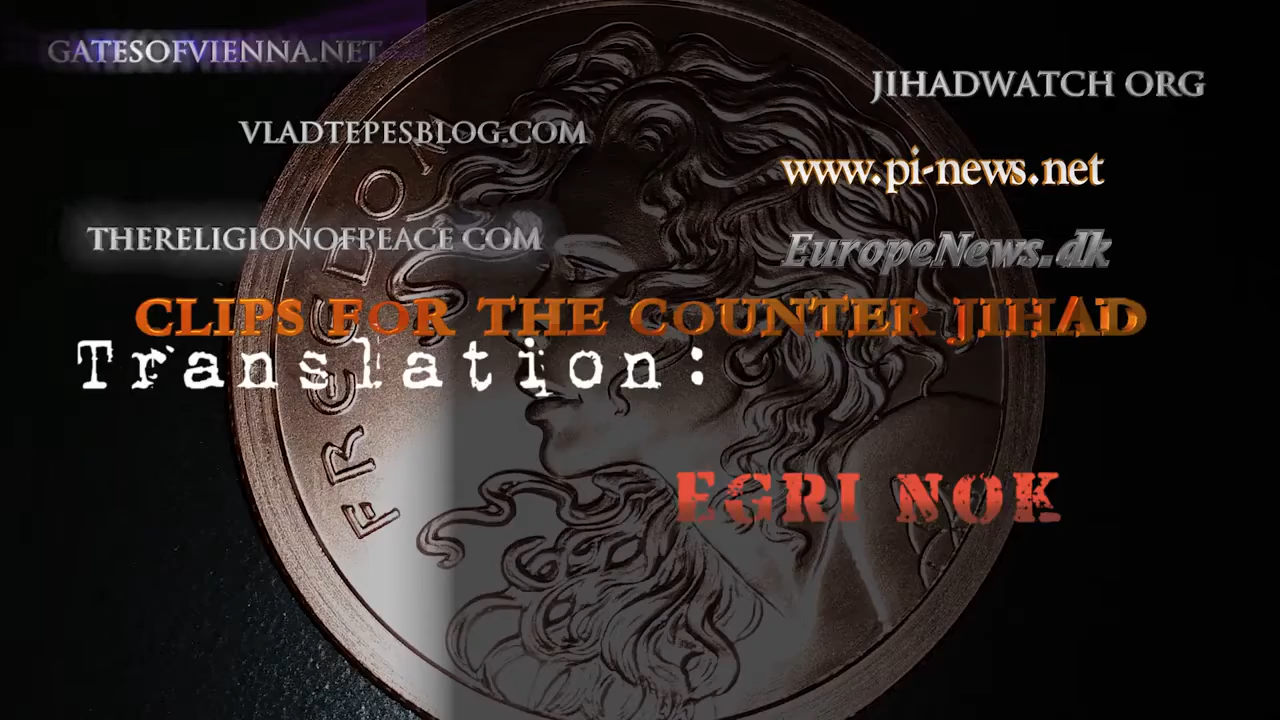 GATESOFVIENNA.NET
JIHADWATCH ORG
VLADTEPESBLOG.COM
www.pi-news.net
THERELIGIONOFPEACE COM
EuropeNews.dk
CLIPS FOR THE COUNTER JIHAD
Translation:
EGRI NOK